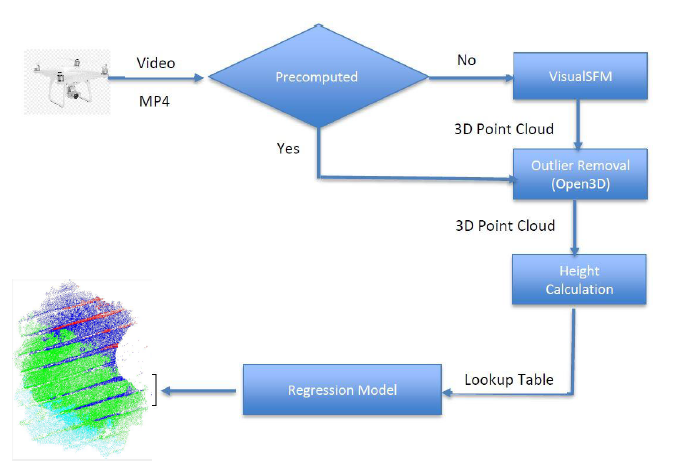 Video
MP4
Precomputed
No
VisualSFM
3D Point Cloud
Yes
Outlier Removal
(Open3D)
3D Point Cloud
Height
Calculation
Lookup Table
Regression Model